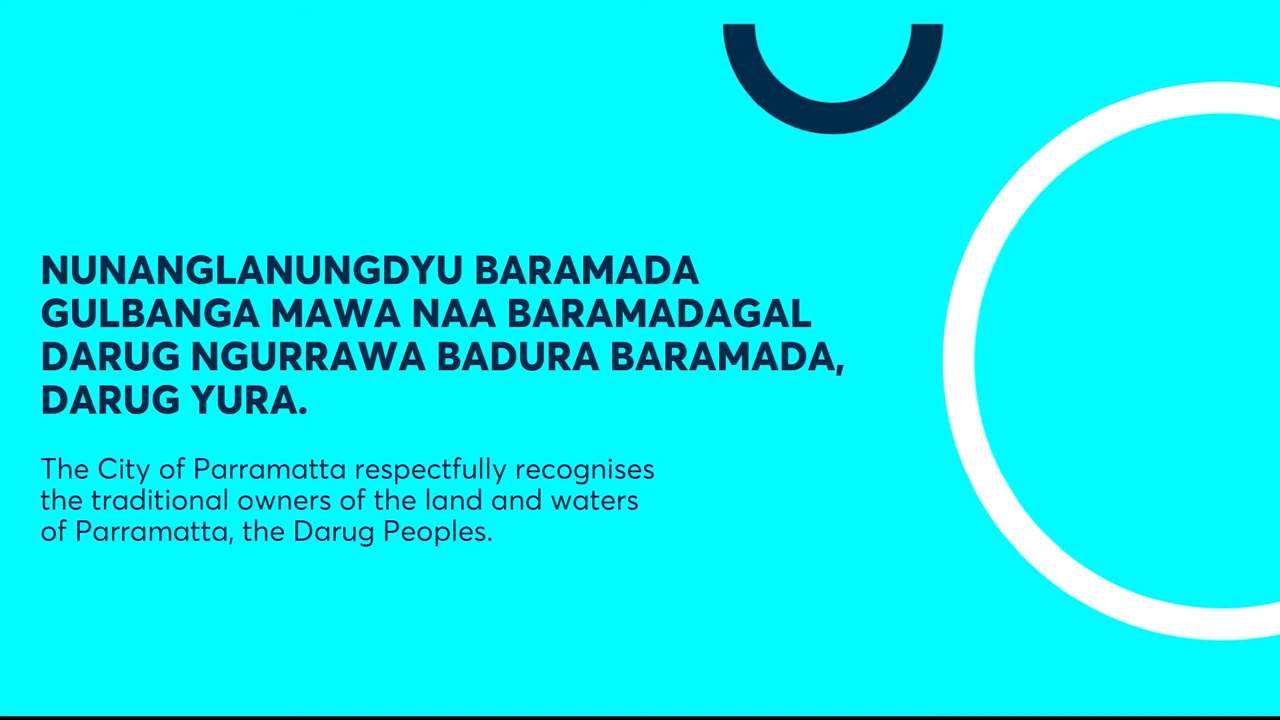 NUNANGLANUNGDYU BARAMADA
GULBANGA MAWA NAA BARAMADAGAL
DARUG NGURRAWA BADURA BARAMADA,
DARUG YURA.
The City of Parramatta respectfully recognises
the traditional owners of the land and waters
of Parramatta, the Darug Peoples.